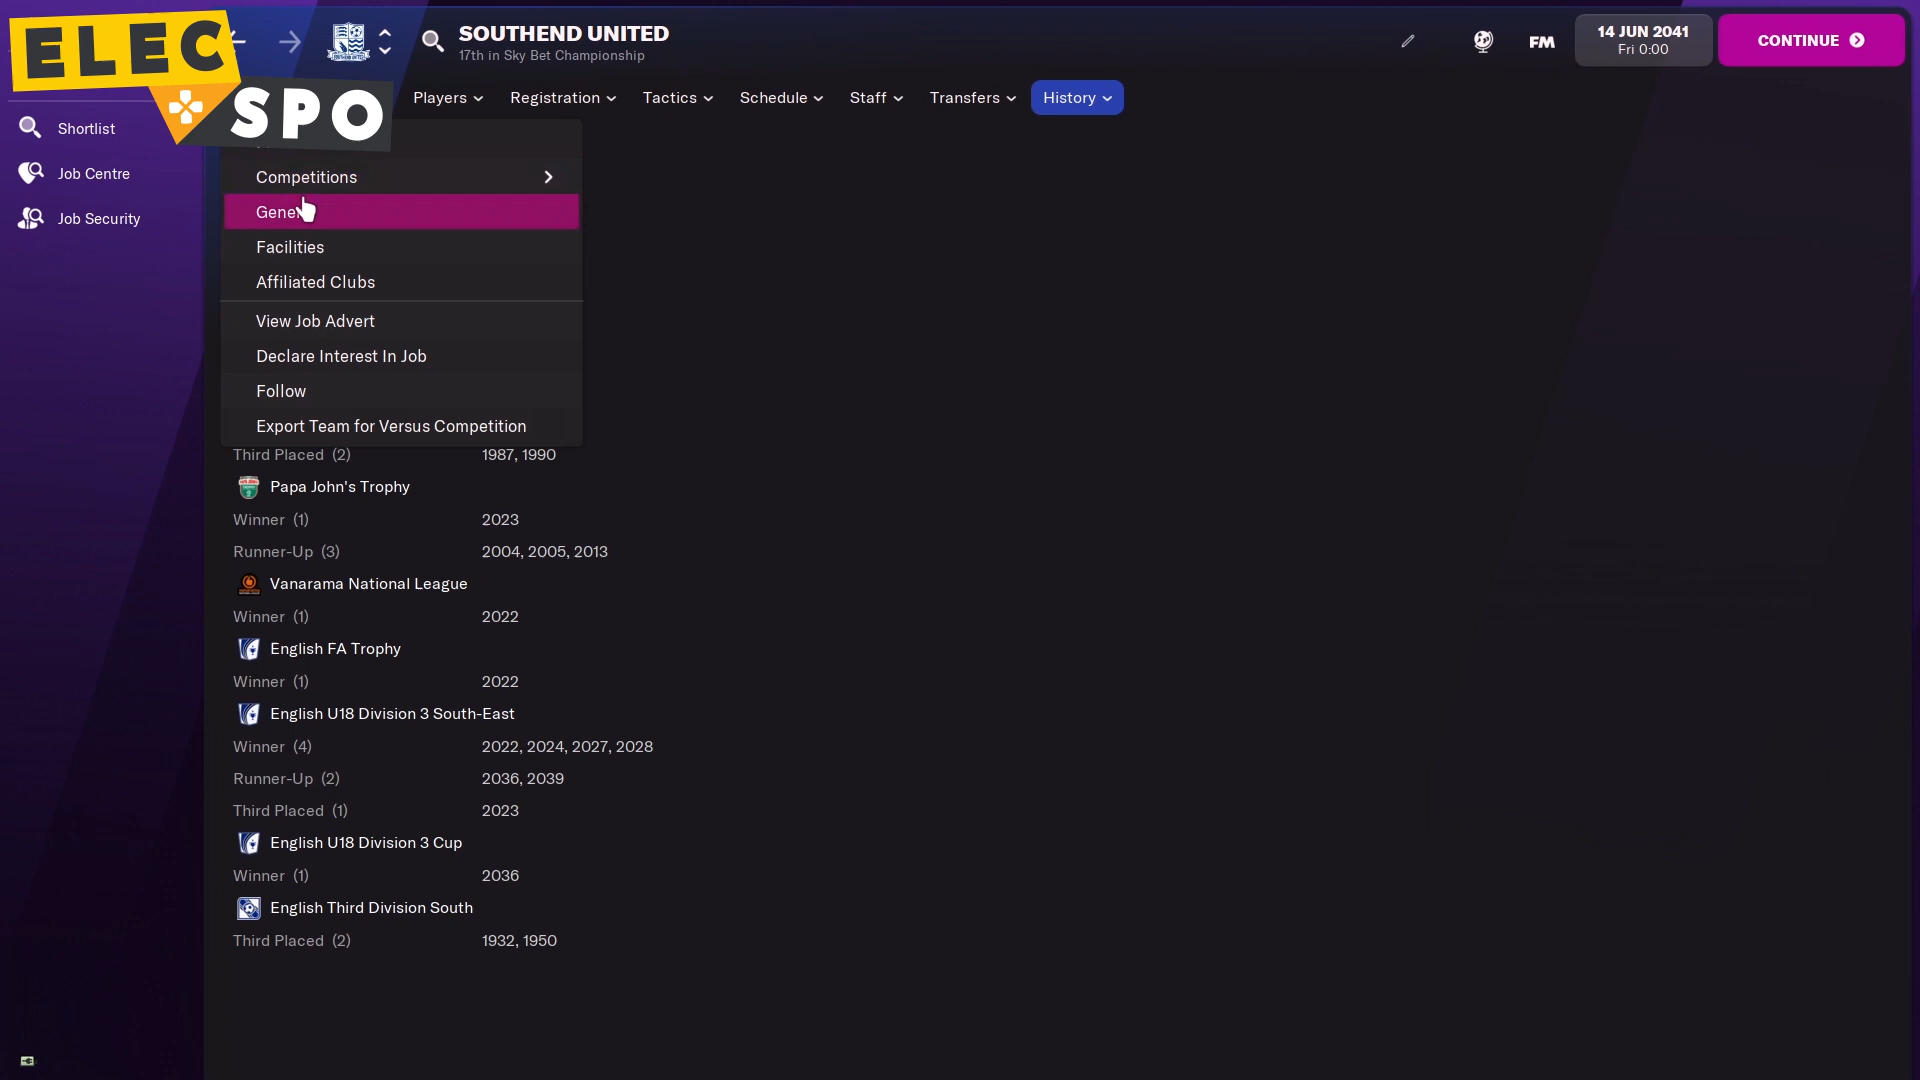 ELEC
SPO
SOUTHEND UNITED
17th in Sky Bet Championship
FM
14 JUN 2041
Fri 0:00
CONTINUE
Players
Registration
Tactics
Schedule
Staff
Transfers
History
Shortlist
Job Centre
Job Security
Competitions
Gene
Facilities
Affiliated Clubs
View Job Advert
Declare Interest In Job
Follow
Export Team for Versus Competition
Third Placed (2) 1987, 1990
Papa John's Trophy
Winner (1) 2023
Runner-Up (3) 2004, 2005, 2013
Vanarama National League
Winner (1) 2022
English FA Trophy
Winner (1) 2022
English U18 Division 3 South-East
Winner (4) 2022, 2024, 2027, 2028
Runner-Up (2) 2036, 2039
Third Placed (1) 2023
English U18 Division 3 Cup
Winner (1) 2036
English Third Division South
Third Placed (2) 1932, 1950